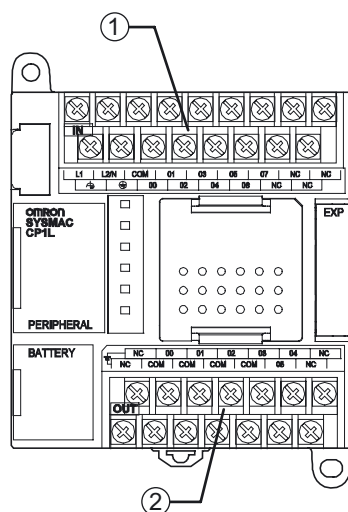 1
IN
L1 L2/N COM 01 03 05 07 NC NC
00 02 04 06 NC NC
OMRON
SYSMAC
CP1L
EXP
PERIPHERAL
BATTERY
NC 00 01 02 03 04 NC
NC COM COM COM COM 05 NC
OUT
2